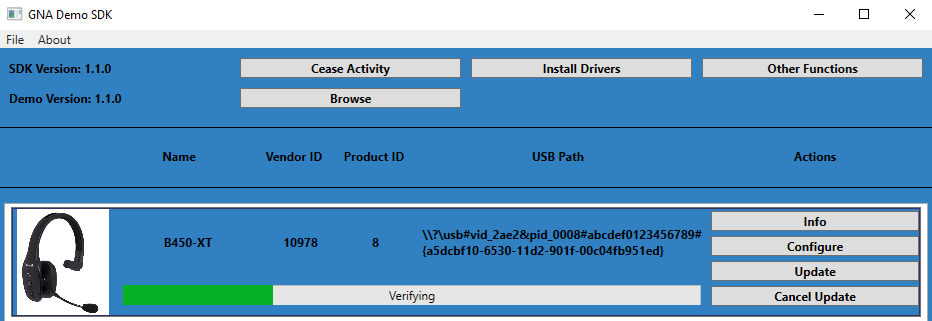 GNA Demo SDK
File About
SDK Version: 1.1.0 Cease Activity Install Drivers Other Functions
Demo Version: 1.1.0 Browse
Name Vendor ID Product ID USB Path Actions
B450-XT 10978 8 \\?\usb#vid_2ae2&pid_0008#abcdef0123456789#
{a5dcbf10-6530-11d2-901f-00c04fb951ed}
Info
Configure
Update
Verifying Cancel Update